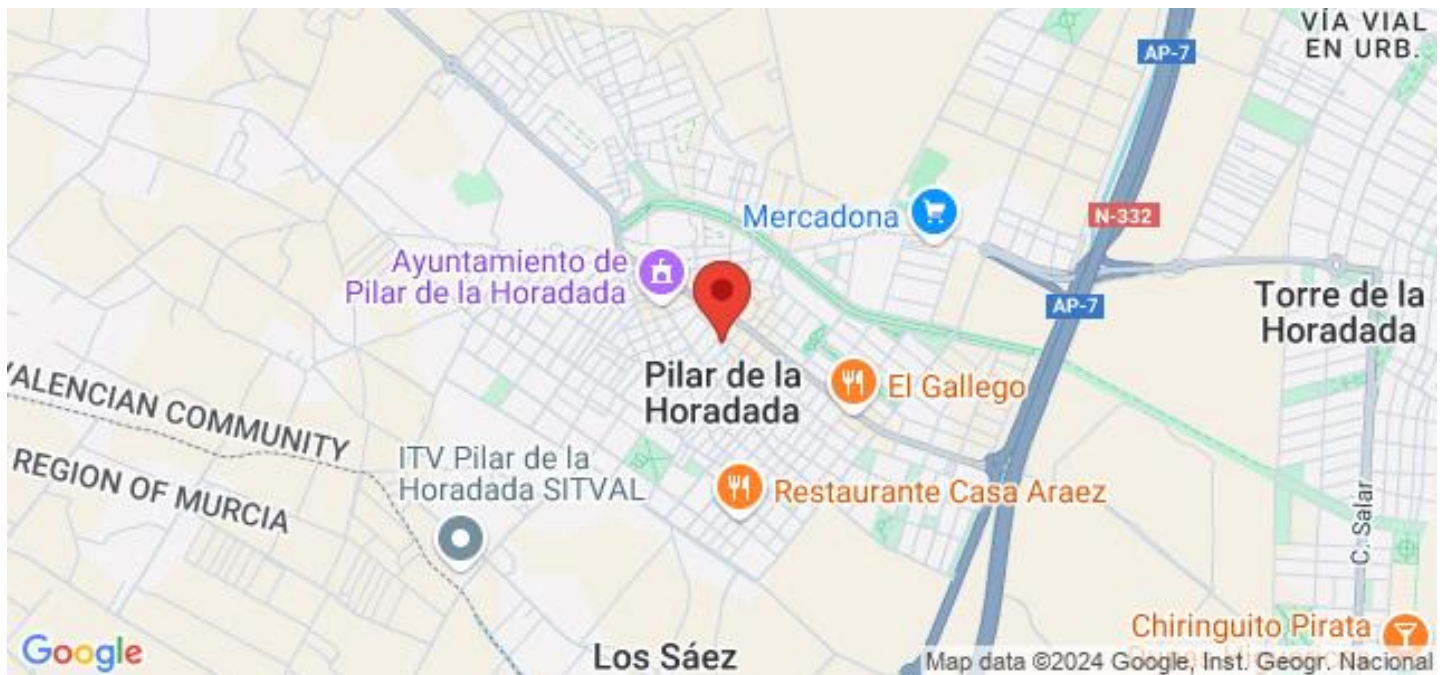 VÍA VIAL
EN URB.
AP-7
Mercadona
N-332
Ayuntamiento de
Pilar de la Horadada
AP-7
Torre de la
Horadada
Pilar de la
Horadada
El Gallego
VALENCIAN COMMUNITY
REGION OF MURCIA
ITV Pilar de la
Horadada SITVAL
Restaurante Casa Araez
C. Salar
Chiringuito Pirata
Los Sáez
Google
Map data ©2024 Google, Inst. Geogr. Nacional